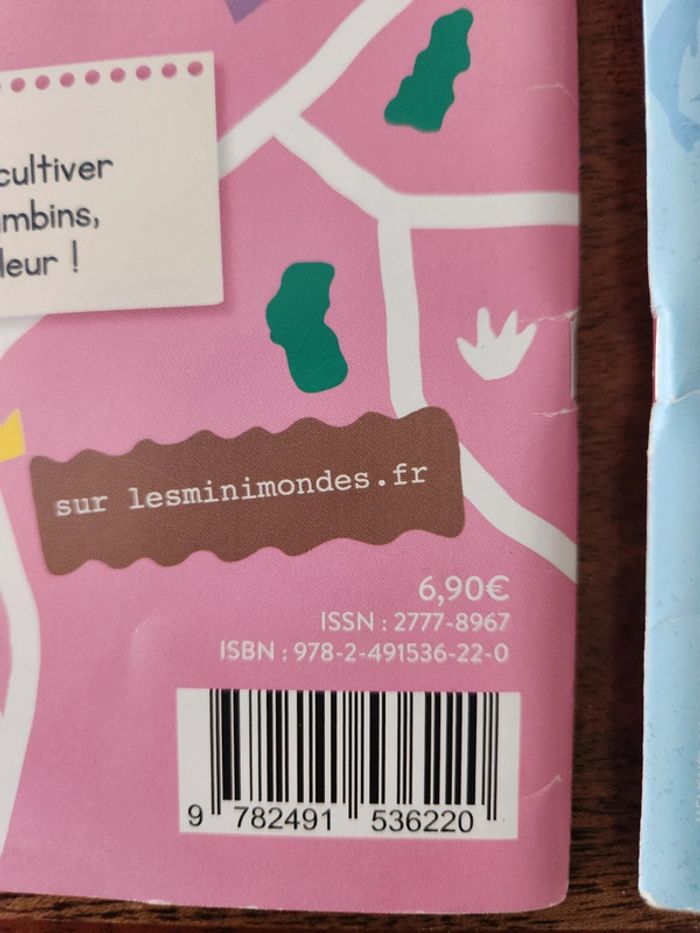 cultiver
mbins,
leur !
sur lesminimondes.fr
6,90€
ISSN : 2777-8967
ISBN : 978-2-491536-22-0
9 782491 536220